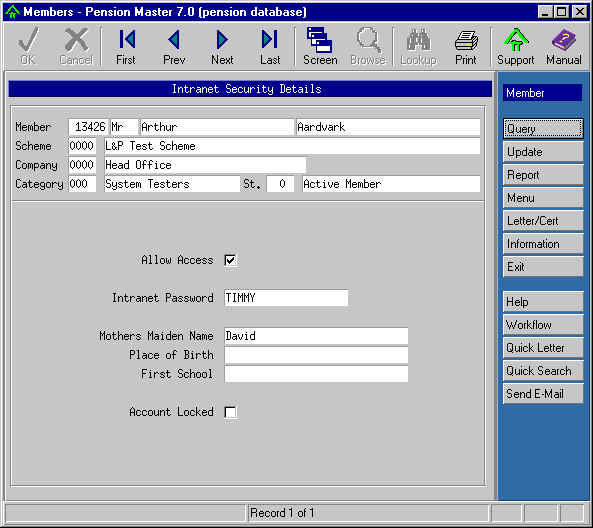 Members - Pension Master 7.0 (pension database)
OK Cancel First Prev Next Last Screen Browse Lookup Print Support Manual
Intranet Security Details
Member 13426 Mr Arthur Aardvark
Scheme 0000 L&P Test Scheme
Company 0000 Head Office
Category 000 System Testers St. 0 Active Member
Allow Access
Intranet Password TIMMY
Mothers Maiden Name David
Place of Birth
First School
Account Locked
Member
Query
Update
Report
Menu
Letter/Cert
Information
Exit
Help
Workflow
Quick Letter
Quick Search
Send E-Mail
Record 1 of 1